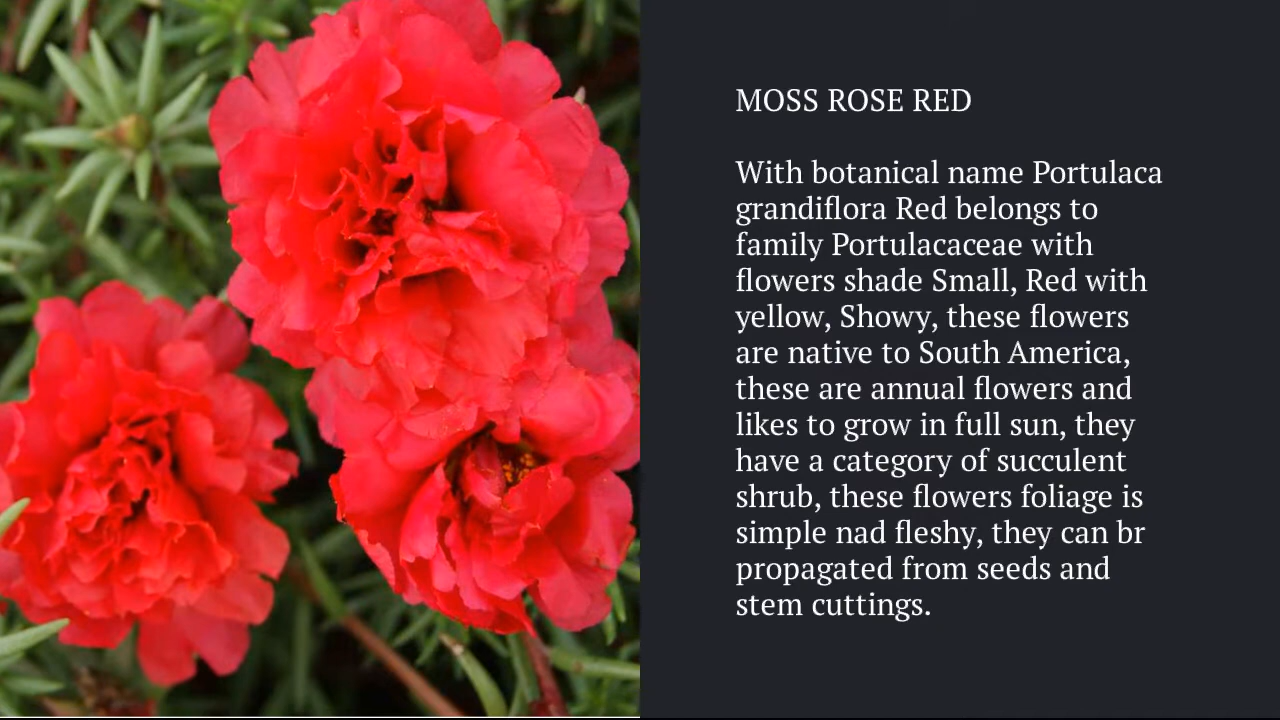 MOSS ROSE RED
With botanical name Portulaca
grandiflora Red belongs to
family Portulacaceae with
flowers shade Small, Red with
yellow, Showy, these flowers
are native to South America,
these are annual flowers and
likes to grow in full sun, they
have a category of succulent
shrub, these flowers foliage is
simple nad fleshy, they can br
propagated from seeds and
stem cuttings.